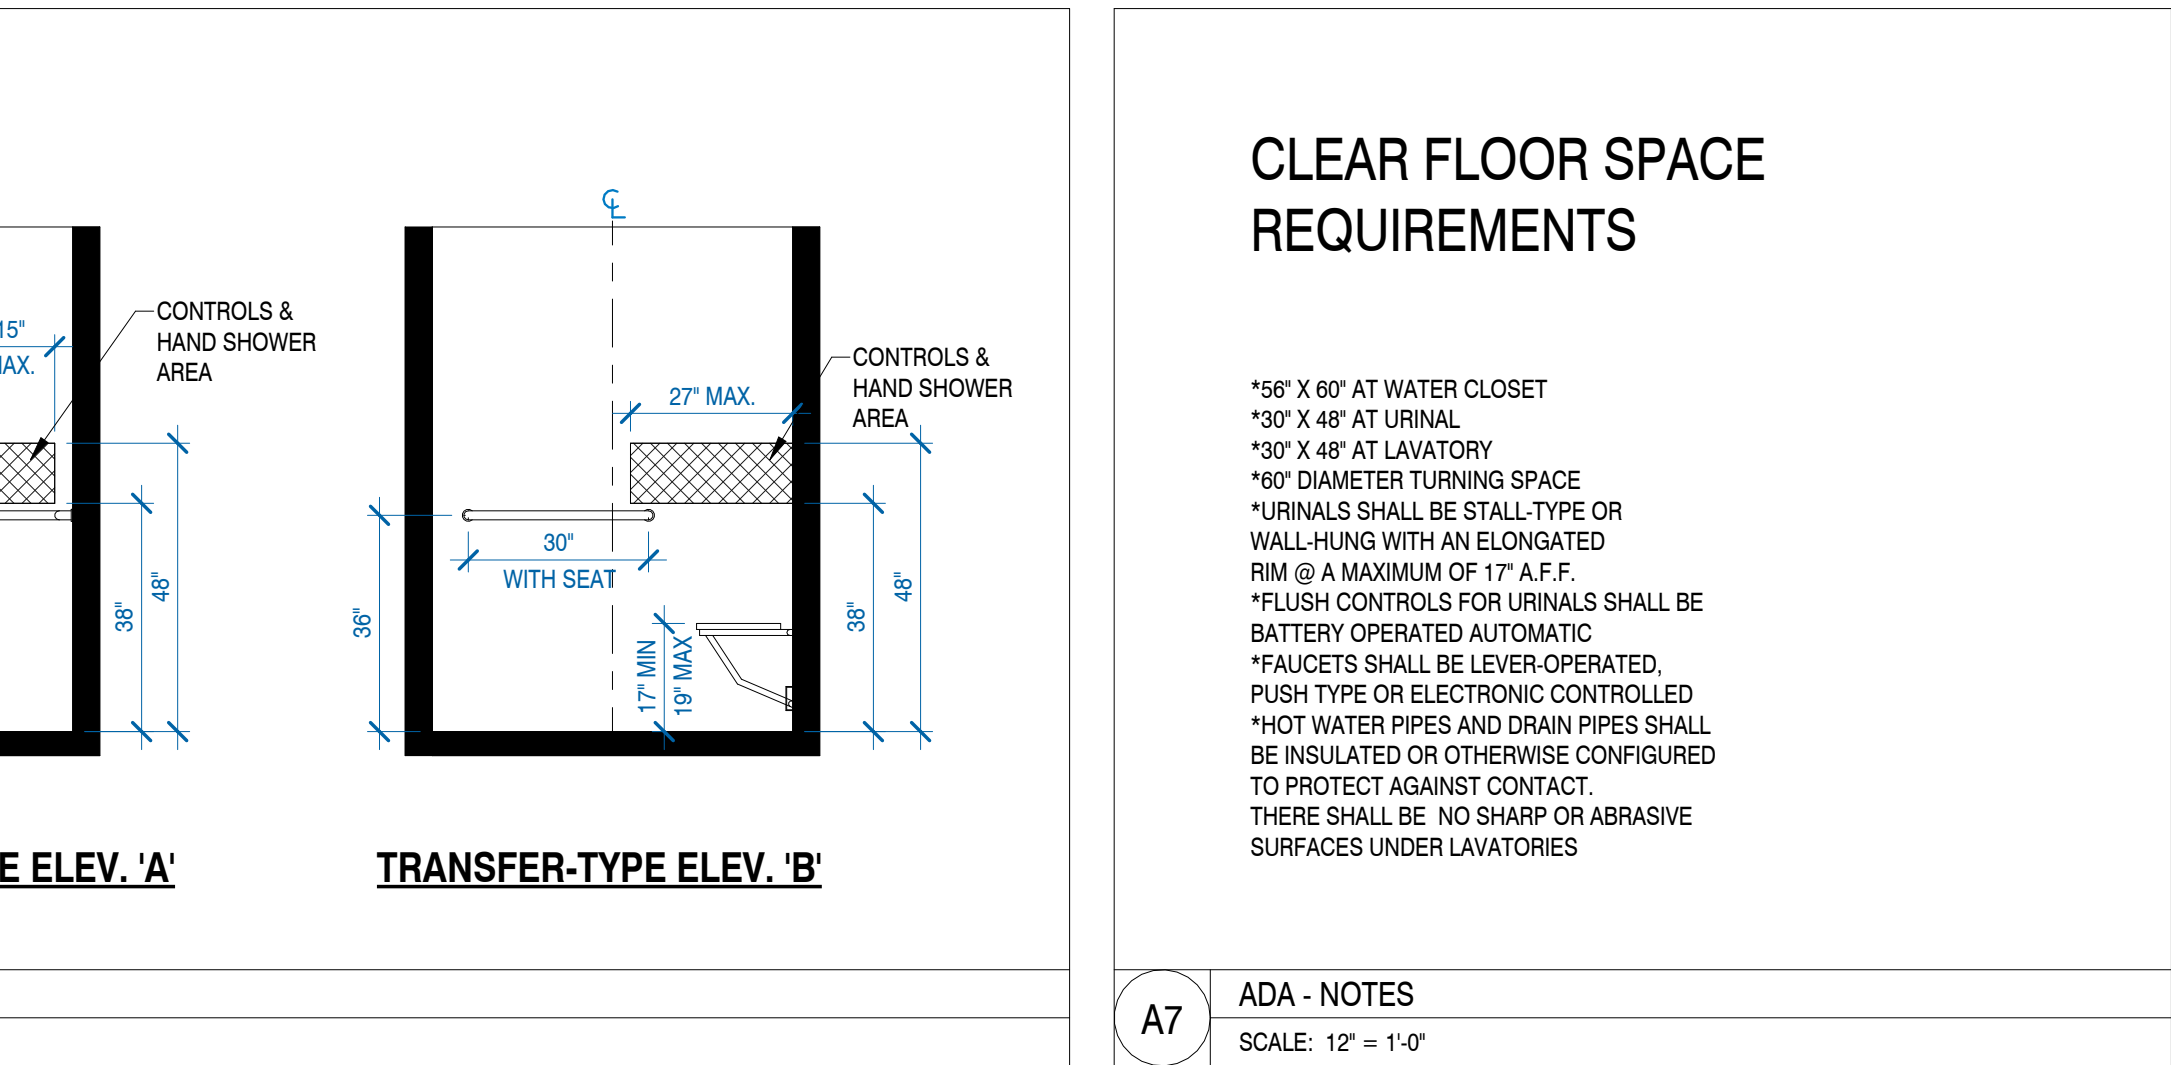 ℄
15"
MAX.
CONTROLS &
HAND SHOWER
AREA
38"
48"
E ELEV. 'A'
27" MAX.
CONTROLS &
HAND SHOWER
AREA
30"
WITH SEAT
36"
17" MIN
19" MAX
38"
48"
TRANSFER-TYPE ELEV. 'B'
CLEAR FLOOR SPACE
REQUIREMENTS
*56" X 60" AT WATER CLOSET
*30" X 48" AT URINAL
*30" X 48" AT LAVATORY
*60" DIAMETER TURNING SPACE
*URINALS SHALL BE STALL-TYPE OR
WALL-HUNG WITH AN ELONGATED
RIM @ A MAXIMUM OF 17" A.F.F.
*FLUSH CONTROLS FOR URINALS SHALL BE
BATTERY OPERATED AUTOMATIC
*FAUCETS SHALL BE LEVER-OPERATED,
PUSH TYPE OR ELECTRONIC CONTROLLED
*HOT WATER PIPES AND DRAIN PIPES SHALL
BE INSULATED OR OTHERWISE CONFIGURED
TO PROTECT AGAINST CONTACT.
THERE SHALL BE  NO SHARP OR ABRASIVE
SURFACES UNDER LAVATORIES
A7
ADA - NOTES
SCALE:  12" = 1'-0"